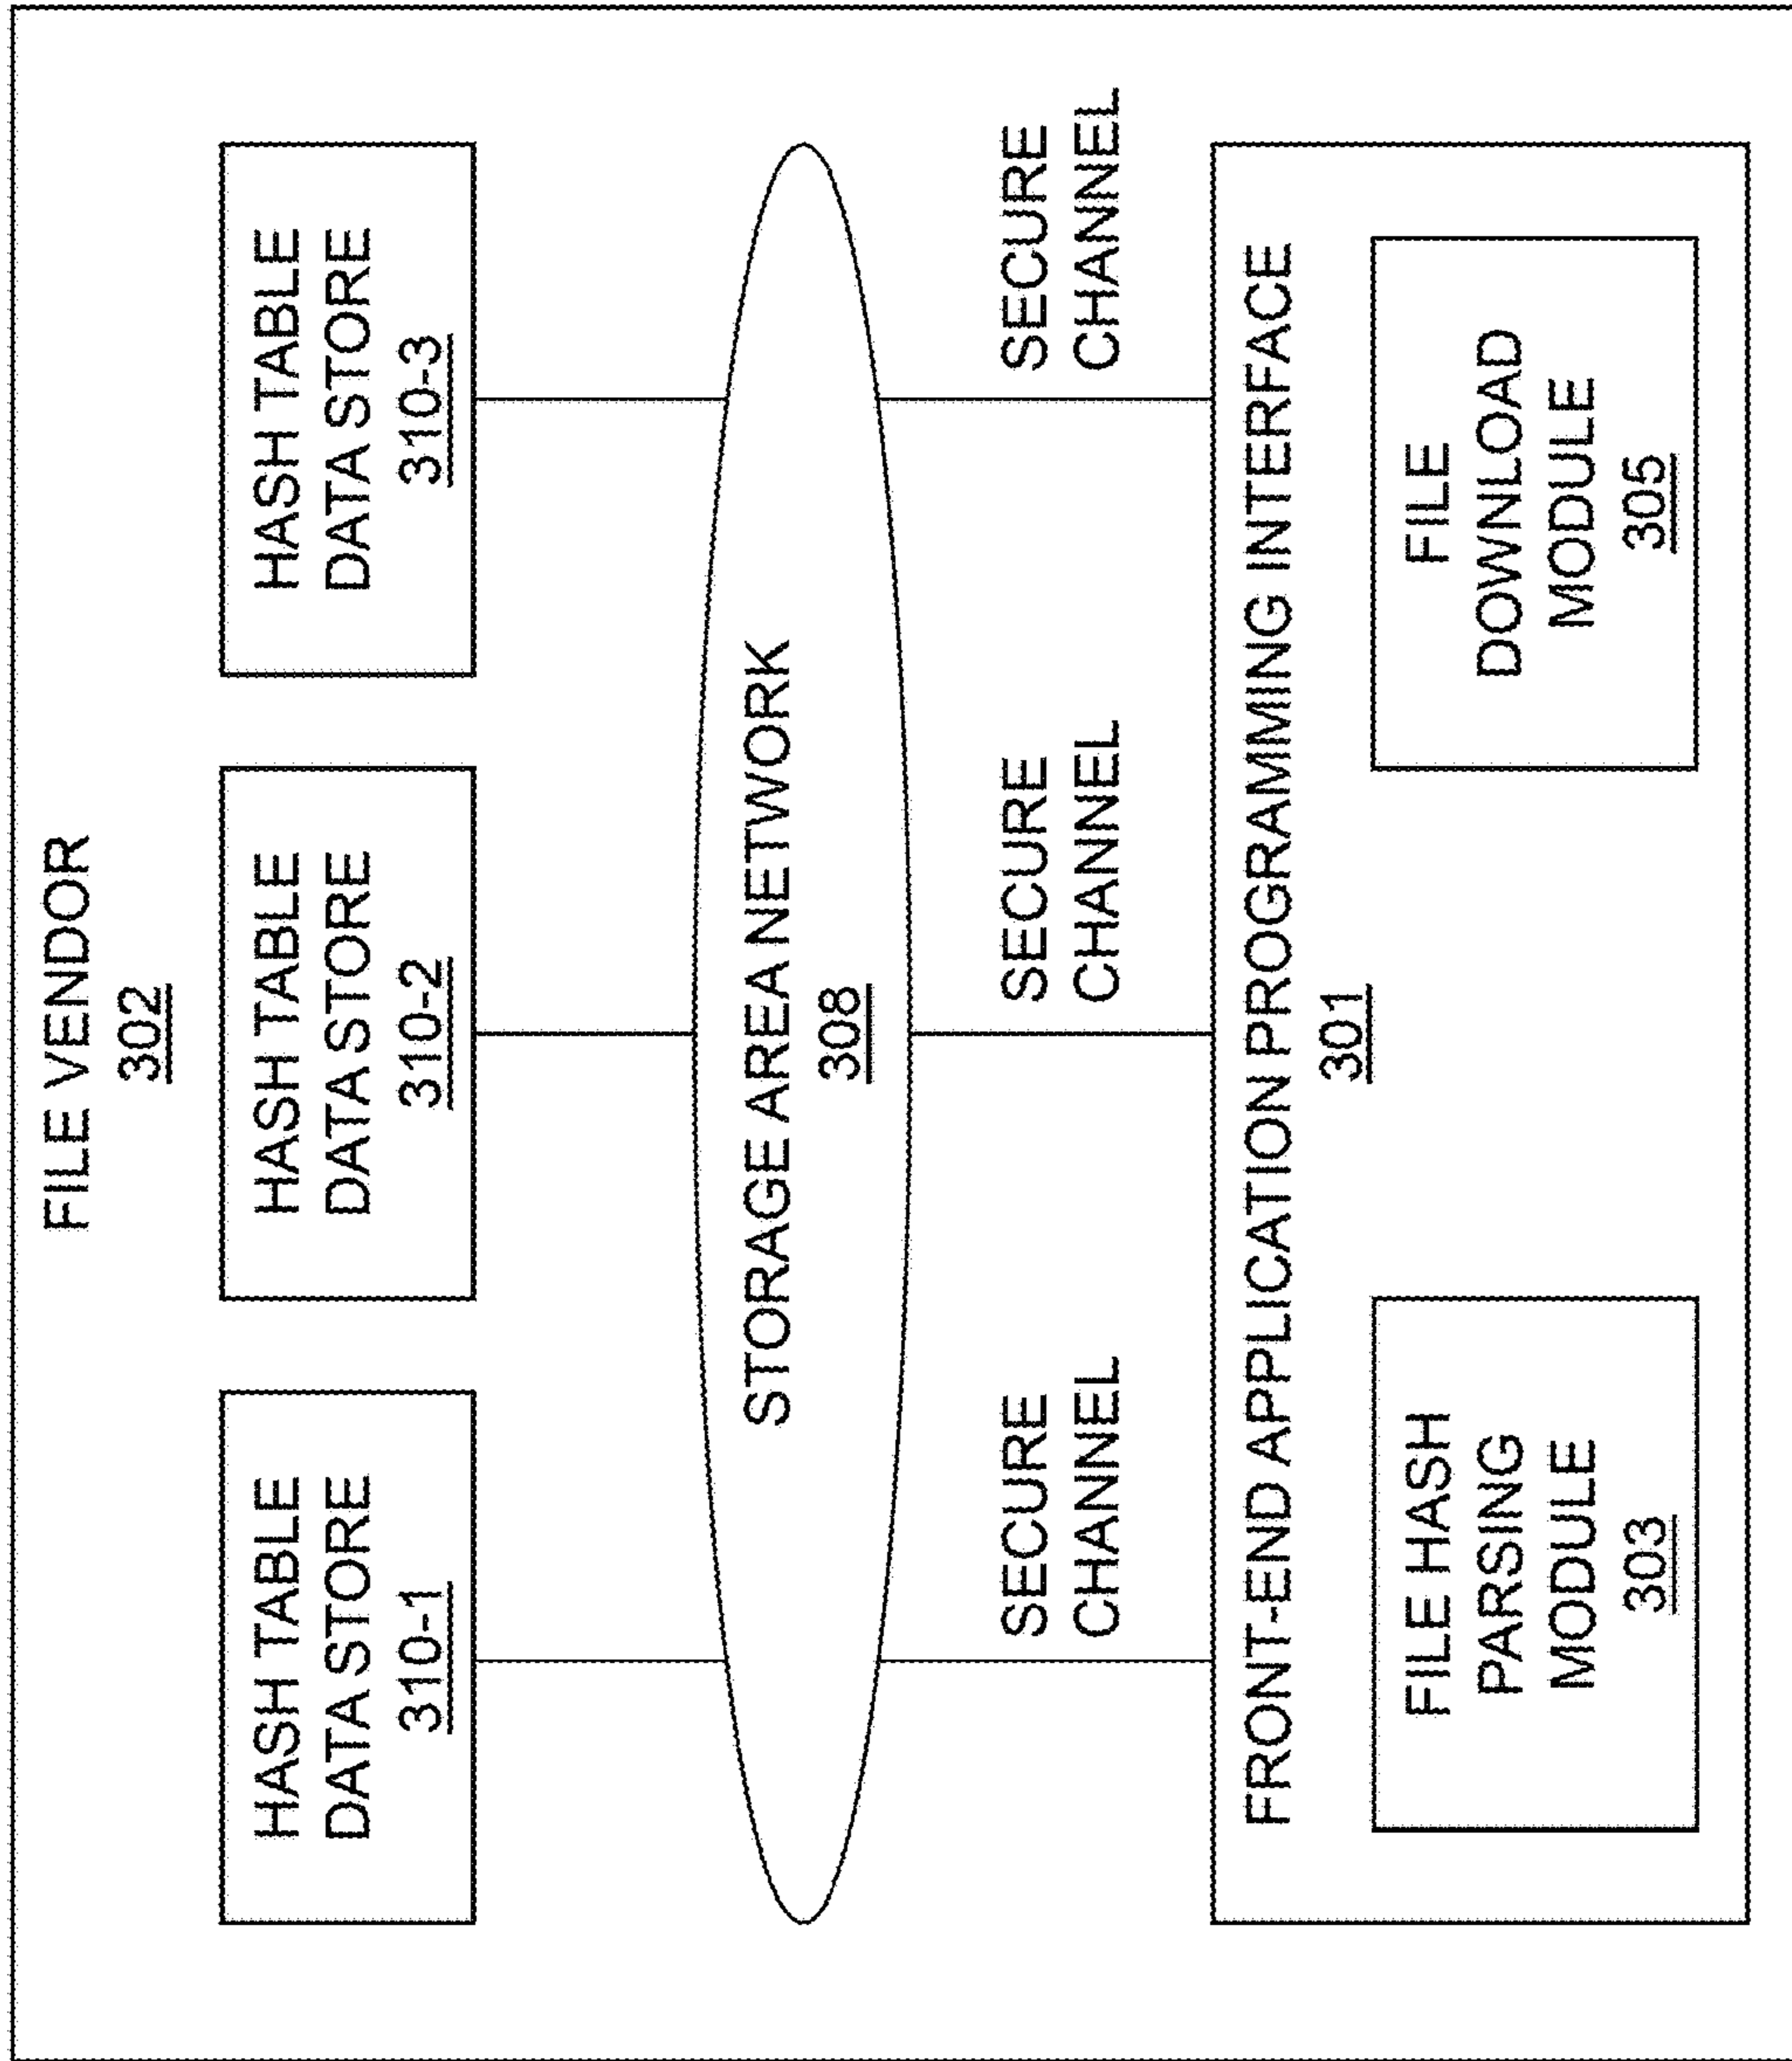 FILE VENDOR
302
HASH TABLE
DATA STORE
310-1
HASH TABLE
DATA STORE
310-2
HASH TABLE
DATA STORE
310-3
STORAGE AREA NETWORK
308
SECURE
CHANNEL
SECURE
CHANNEL
SECURE
CHANNEL
FRONT-END APPLICATION PROGRAMMING INTERFACE
301
FILE HASH
PARSING
MODULE
303
FILE
DOWNLOAD
MODULE
305